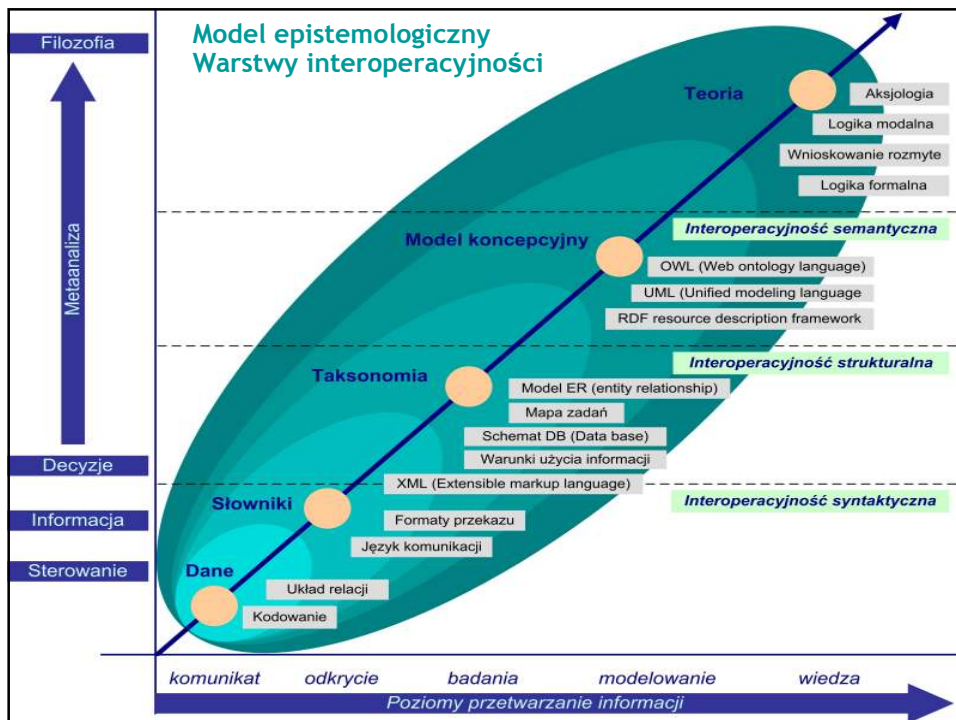 Model epistemologiczny
Warstwy interoperacyjności
Filozofia
Metaanaliza
Decyzje
Informacja
Sterowanie
Teoria
Aksjologia
Logika modalna
Wnioskowanie rozmyte
Logika formalna
Interoperacyjność semantyczna
Model koncepcyjny
OWL (Web ontology language)
UML (Unified modeling language
RDF resource description framework
Interoperacyjność strukturalna
Taksonomia
Model ER (entity relationship)
Mapa zadań
Schemat DB (Data base)
Warunki użycia informacji
XML (Extensible markup language)
Interoperacyjność syntaktyczna
Słowniki
Formaty przekazu
Język komunikacji
Dane
Układ relacji
Kodowanie
komunikat odkrycie badania modelowanie wiedza
Poziomy przetwarzanie informacji